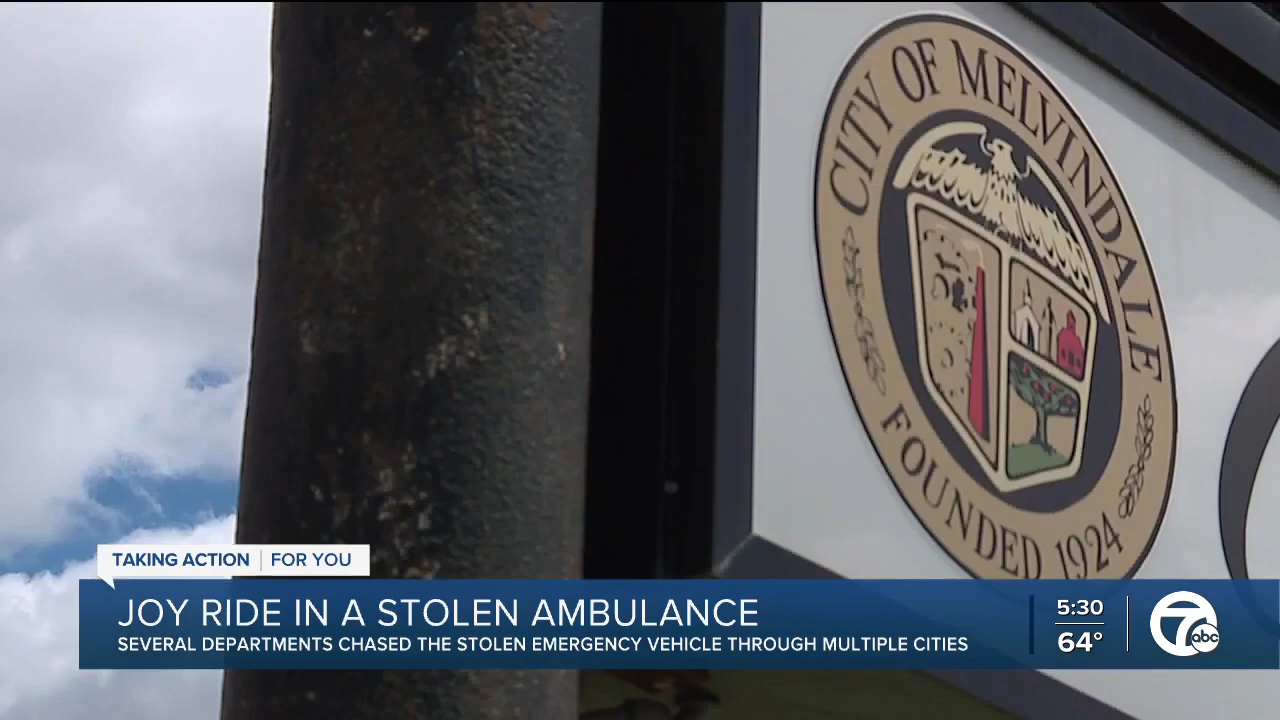 CITY OF MELVINDALE
FOUNDED 1924
TAKING ACTION FOR YOU
JOY RIDE IN A STOLEN AMBULANCE
SEVERAL DEPARTMENTS CHASED THE STOLEN EMERGENCY VEHICLE THROUGH MULTIPLE CITIES
5:30
64°
7 abc